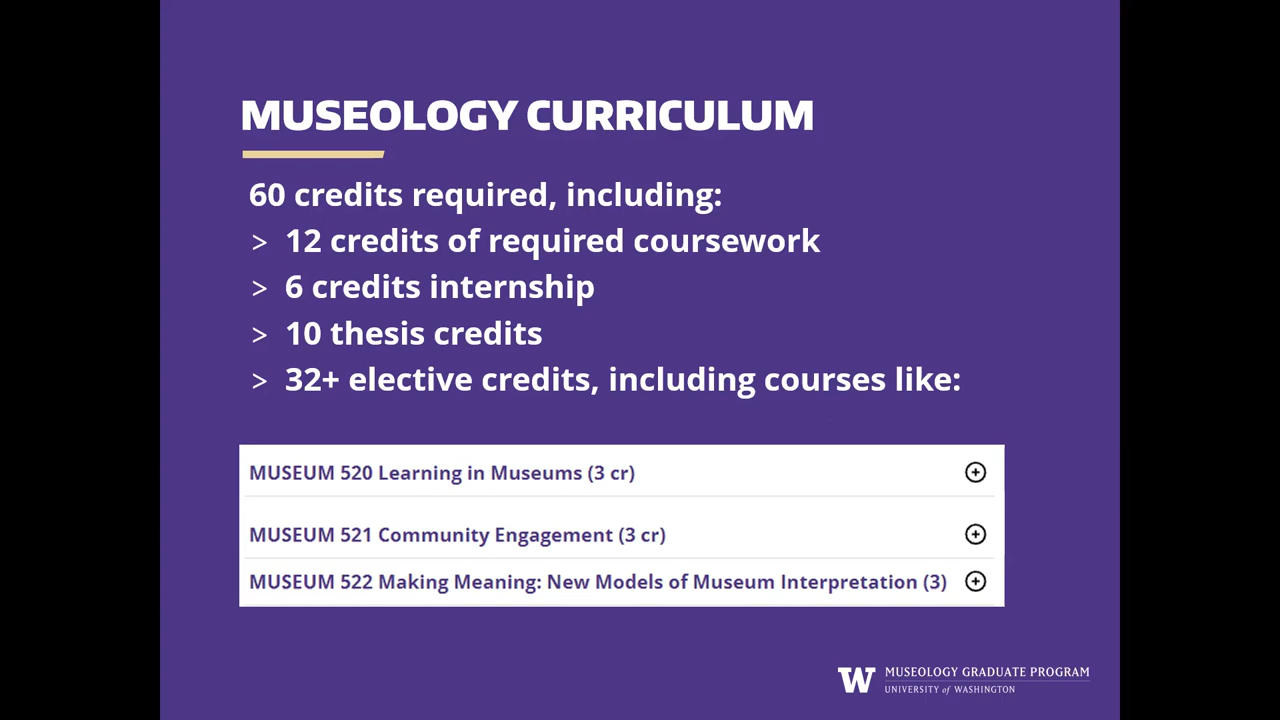 MUSEOLOGY CURRICULUM
60 credits required, including:
> 12 credits of required coursework
> 6 credits internship
> 10 thesis credits
> 32+ elective credits, including courses like:
MUSEUM 520 Learning in Museums (3 cr)
MUSEUM 521 Community Engagement (3 cr)
MUSEUM 522 Making Meaning: New Models of Museum Interpretation (3)
W MUSEOLOGY GRADUATE PROGRAM
UNIVERSITY of WASHINGTON